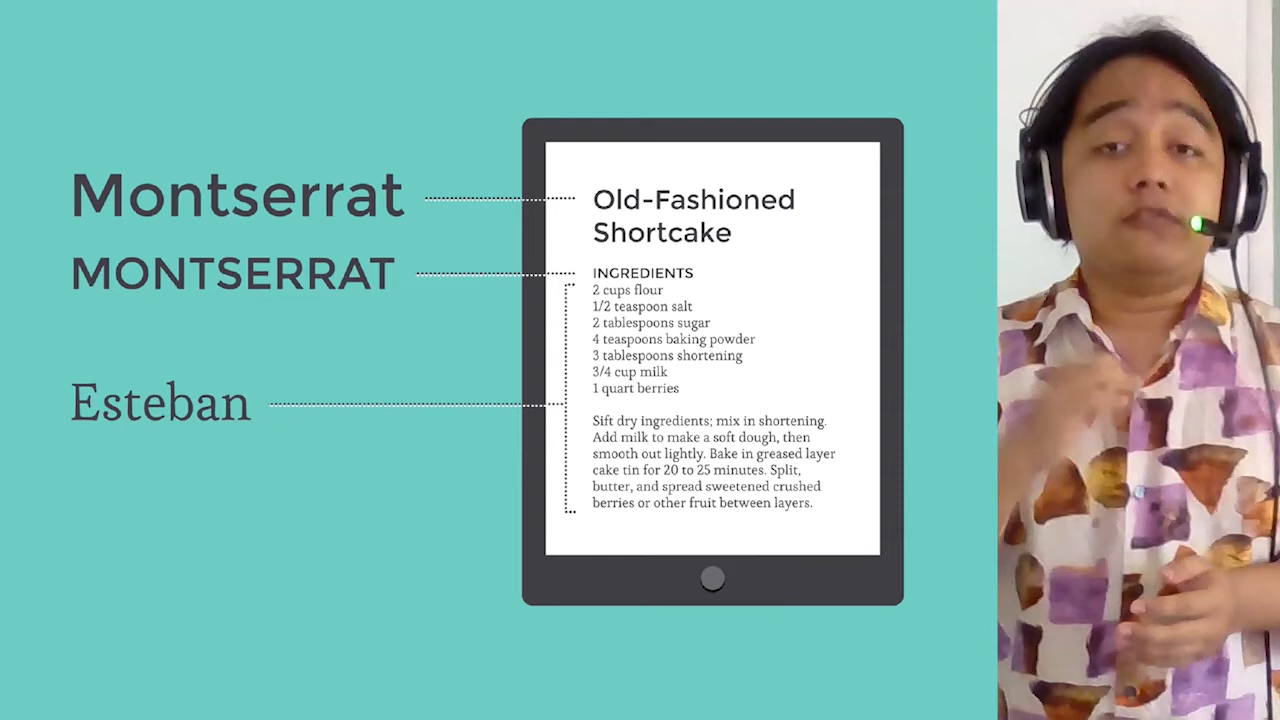 Montserrat
MONTSERRAT
Esteban
Old-Fashioned
Shortcake
INGREDIENTS
2 cups flour
1/2 teaspoon salt
2 tablespoons sugar
4 teaspoons baking powder
3 tablespoons shortening
3/4 cup milk
1 quart berries
Sift dry ingredients; mix in shortening.
Add milk to make a soft dough, then
smooth out lightly. Bake in greased layer
cake tin for 20 to 25 minutes. Split,
butter, and spread sweetened crushed
berries or other fruit between layers.